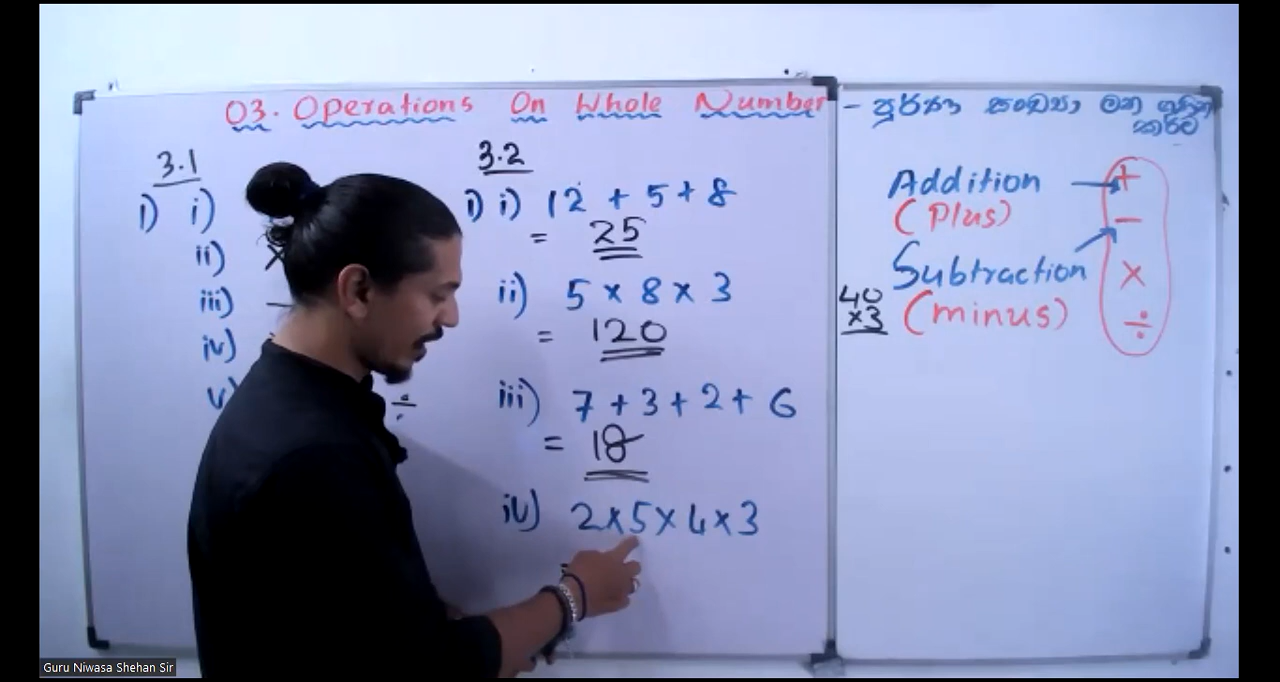 03. Operations On Whole Number - පූර්ණ සංඛ්‍යා මත ගණිත
කර්ම
3.1
i) i)
ii) ×
iii) –
iv)
v) ÷
3.2
i) i) 12 + 5 + 8
= 25
ii) 5 × 8 × 3
= 120
iii) 7 + 3 + 2 + 6
= 18
iv) 2 × 5 × 4 × 3
Addition
(Plus)
Subtraction
(minus)
+
–
×
÷
40
×3
Guru Niwasa Shehan Sir